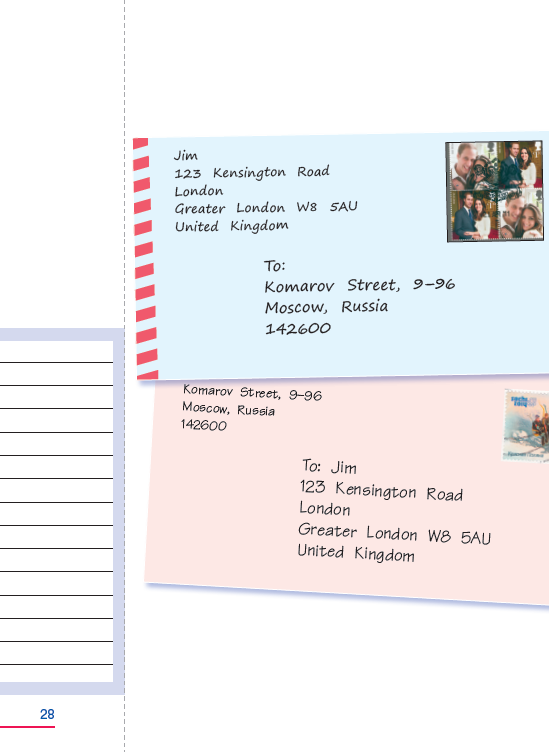 Jim
123 Kensington Road
London
Greater London W8 5AU
United Kingdom
To:
Komarov Street, 9-96
Moscow, Russia
142600
Komarov Street, 9-96
Moscow, Russia
142600
sochi
2014
To: Jim
123 Kensington Road
London
Greater London W8 5AU
United Kingdom
28